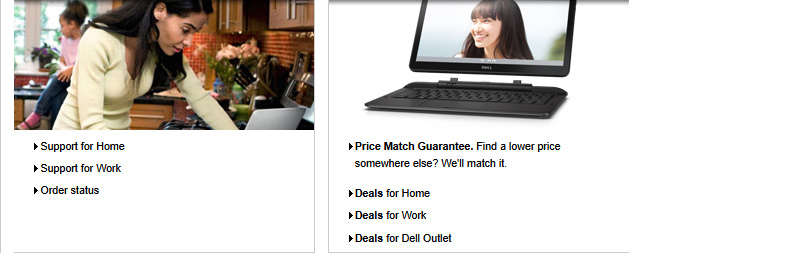 Support for Home
Support for Work
Order status
DELL
Price Match Guarantee. Find a lower price
somewhere else? We'll match it.
Deals for Home
Deals for Work
Deals for Dell Outlet